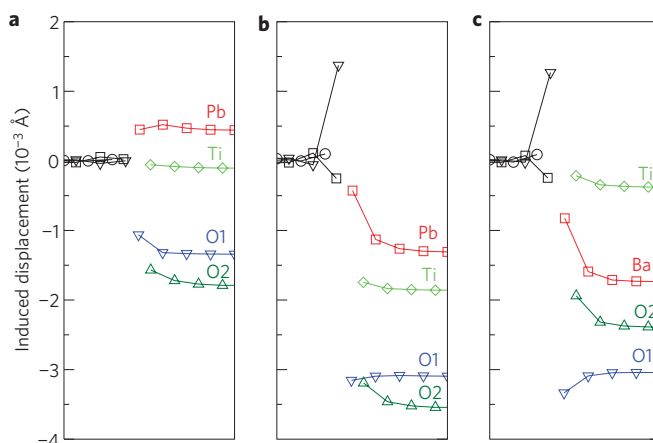 a
b
c
Induced displacement (10⁻³ Å)
2
1
0
−1
−2
−3
−4
Pb
Ti
O1
O2
Pb
Ti
O1
O2
Ti
Ba
O2
O1